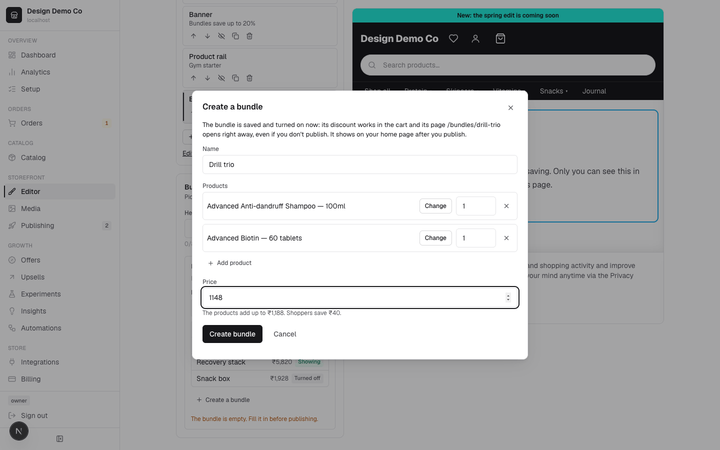 Design Demo Co
localhost
OVERVIEW
Dashboard
Analytics
Setup
ORDERS
Orders 1
CATALOG
Catalog
STOREFRONT
Editor
Media
Publishing 2
GROWTH
Offers
Upsells
Experiments
Insights
Automations
STORE
Integrations
Billing
owner
Sign out
N
Banner
Bundles save up to 20%
Product rail
Gym starter
New: the spring edit is coming soon
Design Demo Co
Search products...
Skincare
Journal
saving. Only you can see this in
s page.
and shopping activity and improve
your mind anytime via the Privacy
Create a bundle
The bundle is saved and turned on now: its discount works in the cart and its page /bundles/drill-trio
opens right away, even if you don't publish. It shows on your home page after you publish.
Name
Drill trio
Products
Advanced Anti-dandruff Shampoo — 100ml Change 1
Advanced Biotin — 60 tablets Change 1
+ Add product
Price
1148
The products add up to ₹1,188. Shoppers save ₹40.
Create bundle Cancel
Recovery stack ₹5,820 Showing
Snack box ₹1,928 Turned off
+ Create a bundle
The bundle is empty. Fill it in before publishing.